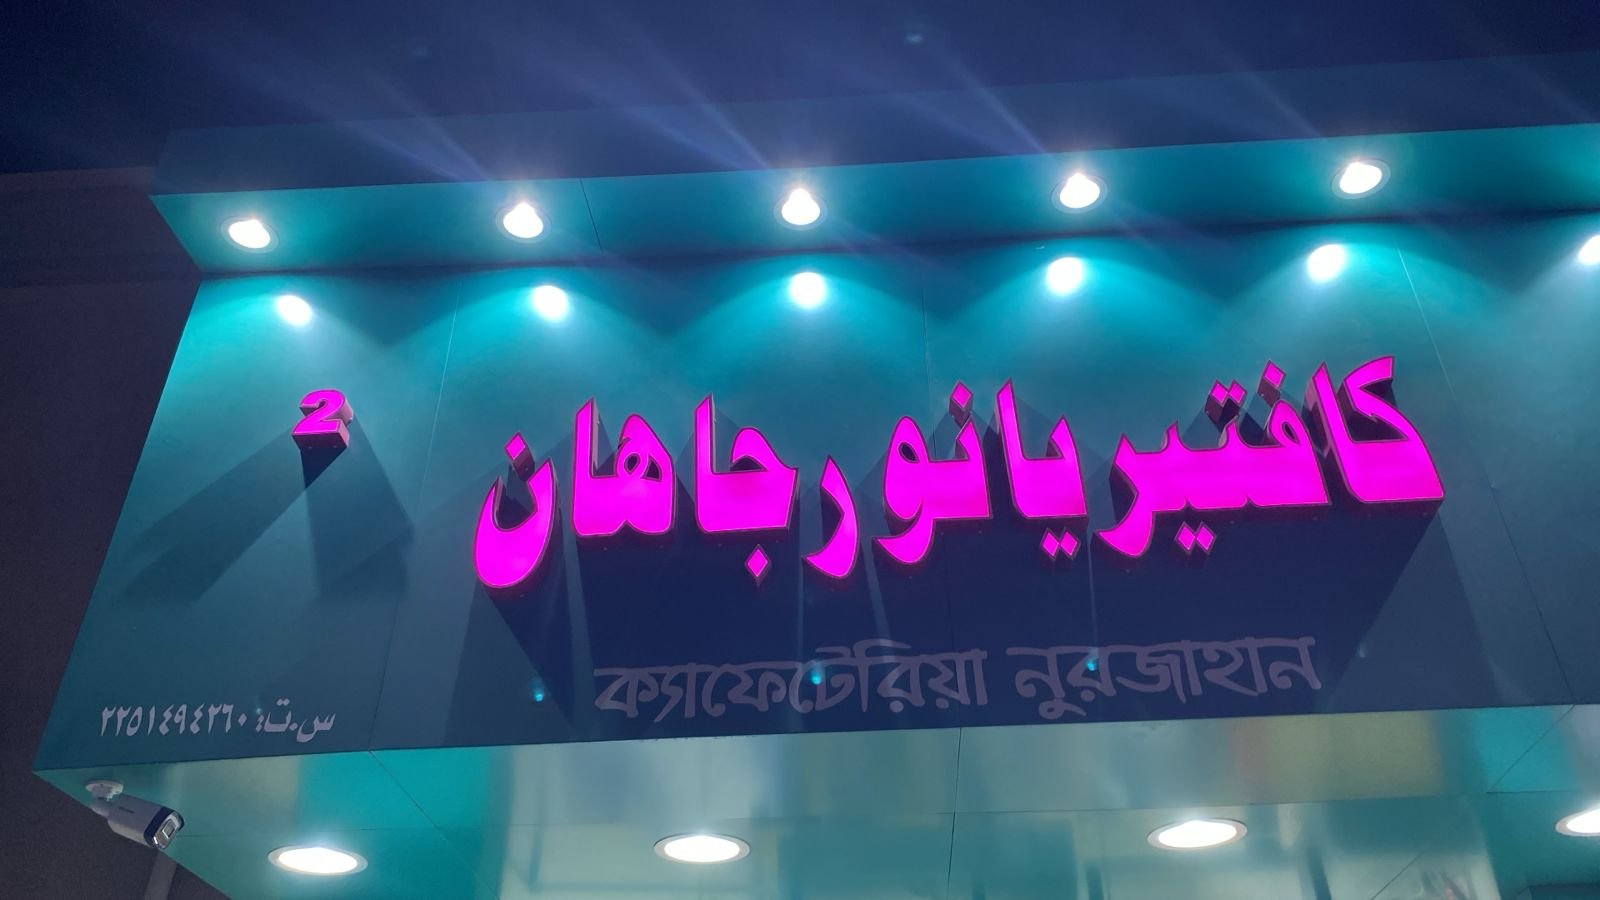 كافتيريا نورجاهان 2
ক্যাফেটেরিয়া নুরজাহান
س.ت: ٢٢٥١٤٩٤٢٦٠